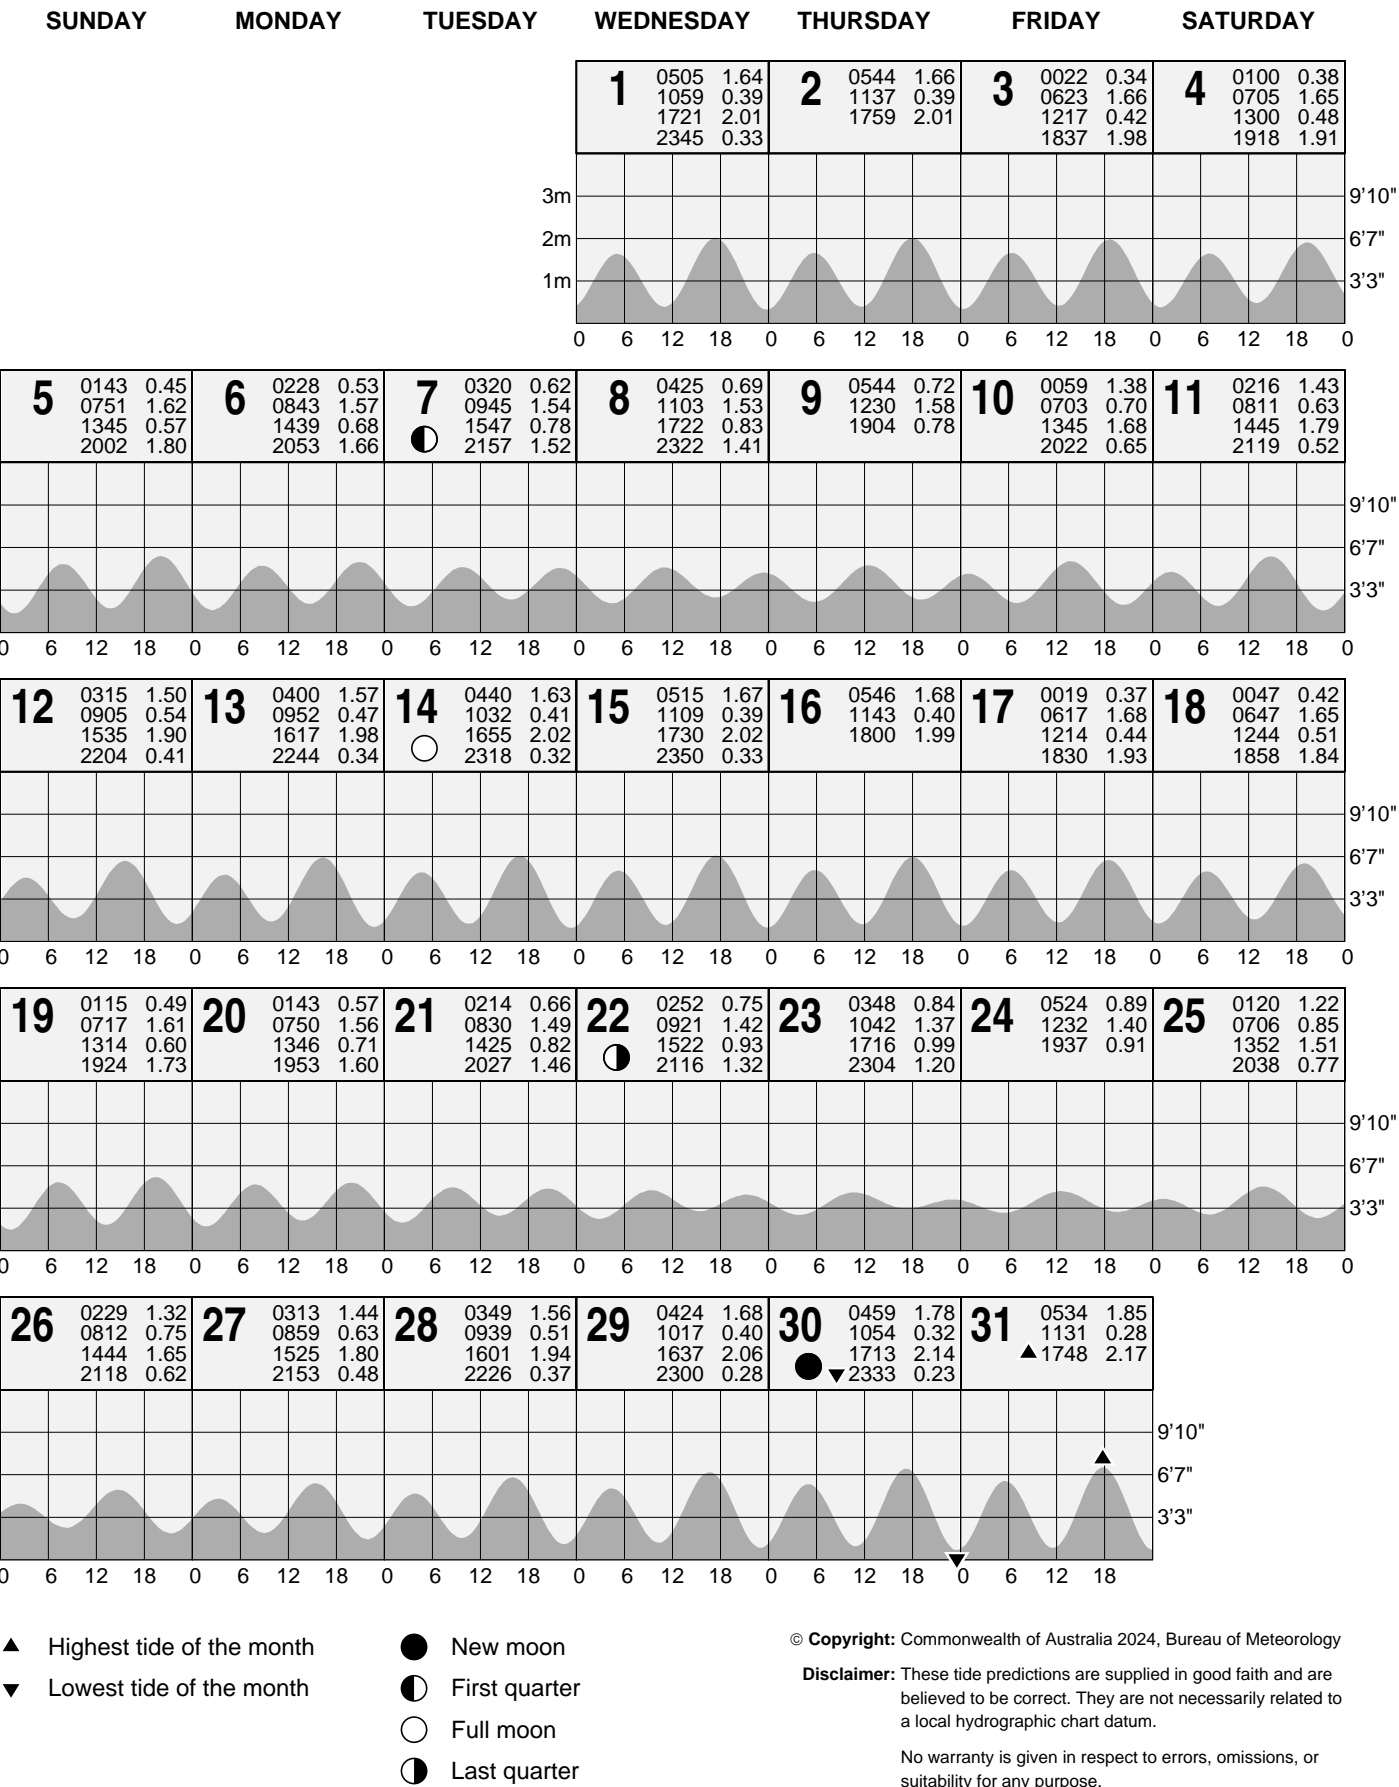 SUNDAY MONDAY TUESDAY WEDNESDAY THURSDAY FRIDAY SATURDAY
1 0505 1.64 2 0544 1.66 3 0022 0.34 4 0100 0.38
1059 0.39 1137 0.39 0623 1.66 0705 1.65
1721 2.01 1759 2.01 1217 0.42 1300 0.48
2345 0.33 1837 1.98 1918 1.91
3m 9'10"
2m 6'7"
1m 3'3"
0 6 12 18 0 6 12 18 0 6 12 18 0 6 12 18 0
5 0143 0.45 6 0228 0.53 7 0320 0.62 8 0425 0.69 9 0544 0.72 10 0059 1.38 11 0216 1.43
0751 1.62 0843 1.57 0945 1.54 1103 1.53 1230 1.58 0703 0.70 0811 0.63
1345 0.57 1439 0.68 1547 0.78 1722 0.83 1904 0.78 1345 1.68 1445 1.79
2002 1.80 2053 1.66 2157 1.52 2322 1.41 2022 0.65 2119 0.52
9'10"
6'7"
3'3"
0 6 12 18 0 6 12 18 0 6 12 18 0 6 12 18 0 6 12 18 0 6 12 18 0 6 12 18 0
12 0315 1.50 13 0400 1.57 14 0440 1.63 15 0515 1.67 16 0546 1.68 17 0019 0.37 18 0047 0.42
0905 0.54 0952 0.47 1032 0.41 1109 0.39 1143 0.40 0617 1.68 0647 1.65
1535 1.90 1617 1.98 1655 2.02 1730 2.02 1800 1.99 1214 0.44 1244 0.51
2204 0.41 2244 0.34 2318 0.32 2350 0.33 1830 1.93 1858 1.84
9'10"
6'7"
3'3"
0 6 12 18 0 6 12 18 0 6 12 18 0 6 12 18 0 6 12 18 0 6 12 18 0 6 12 18 0
19 0115 0.49 20 0143 0.57 21 0214 0.66 22 0252 0.75 23 0348 0.84 24 0524 0.89 25 0120 1.22
0717 1.61 0750 1.56 0830 1.49 0921 1.42 1042 1.37 1232 1.40 0706 0.85
1314 0.60 1346 0.71 1425 0.82 1522 0.93 1716 0.99 1937 0.91 1352 1.51
1924 1.73 1953 1.60 2027 1.46 2116 1.32 2304 1.20 2038 0.77
9'10"
6'7"
3'3"
0 6 12 18 0 6 12 18 0 6 12 18 0 6 12 18 0 6 12 18 0 6 12 18 0 6 12 18 0
26 0229 1.32 27 0313 1.44 28 0349 1.56 29 0424 1.68 30 0459 1.78 31 0534 1.85
0812 0.75 0859 0.63 0939 0.51 1017 0.40 1054 0.32 1131 0.28
1444 1.65 1525 1.80 1601 1.94 1637 2.06 1713 2.14 1748 2.17
2118 0.62 2153 0.48 2226 0.37 2300 0.28 2333 0.23
9'10"
6'7"
3'3"
0 6 12 18 0 6 12 18 0 6 12 18 0 6 12 18 0 6 12 18 0 6 12 18
Highest tide of the month
Lowest tide of the month
New moon
First quarter
Full moon
Last quarter
© Copyright: Commonwealth of Australia 2024, Bureau of Meteorology
Disclaimer: These tide predictions are supplied in good faith and are
believed to be correct. They are not necessarily related to
a local hydrographic chart datum.
No warranty is given in respect to errors, omissions, or
suitability for any purpose.